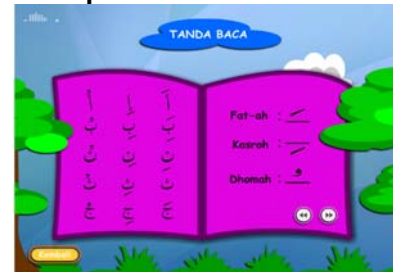 TANDA BACA
أَ إِ أُ
بَ بِ بُ
جَ جِ جُ
Fat-ah : ـَ
Kasroh : ـِ
Dhomah : ـُ
Kembali